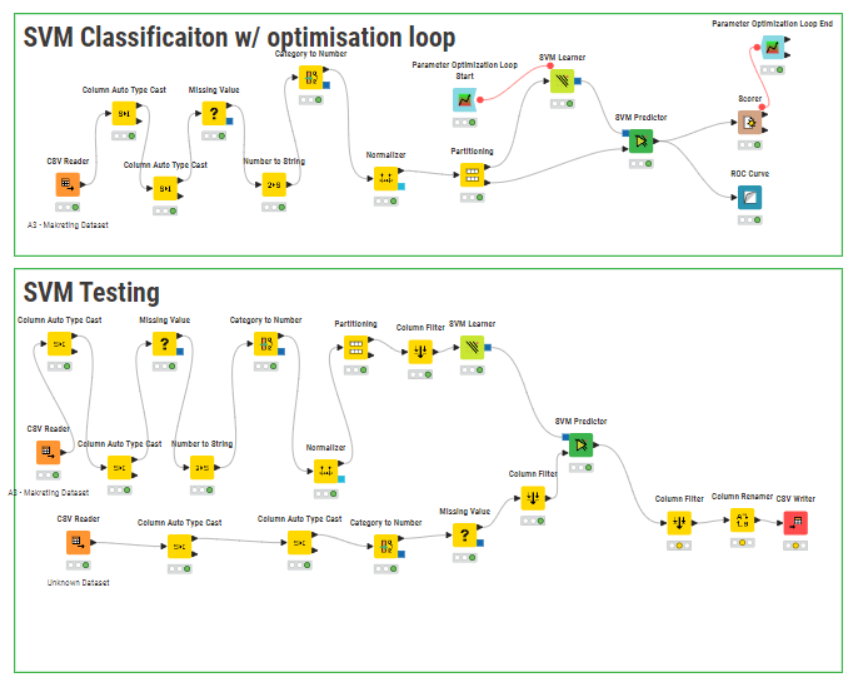 SVM Classificaiton w/ optimisation loop
Parameter Optimization Loop End
Category to Number
SVM Learner
Parameter Optimization Loop
Start
Column Auto Type Cast
Missing Value
Scorer
SVM Predictor
CSV Reader
Column Auto Type Cast
Number to String
Normalizer
Partitioning
ROC Curve
A3 - Makreting Dataset
SVM Testing
Column Auto Type Cast
Missing Value
Category to Number
Partitioning
Column Filter
SVM Learner
CSV Reader
Column Auto Type Cast
Number to String
Normalizer
SVM Predictor
A3 - Makreting Dataset
Column Filter
CSV Reader
Column Auto Type Cast
Column Auto Type Cast
Category to Number
Missing Value
Column Filter
Column Renamer
CSV Writer
Unknown Dataset